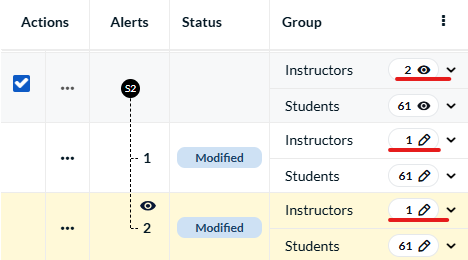 Actions Alerts Status Group
Instructors 2
S2
Students 61
Instructors 1
1 Modified
Students 61
Instructors 1
2 Modified
Students 61